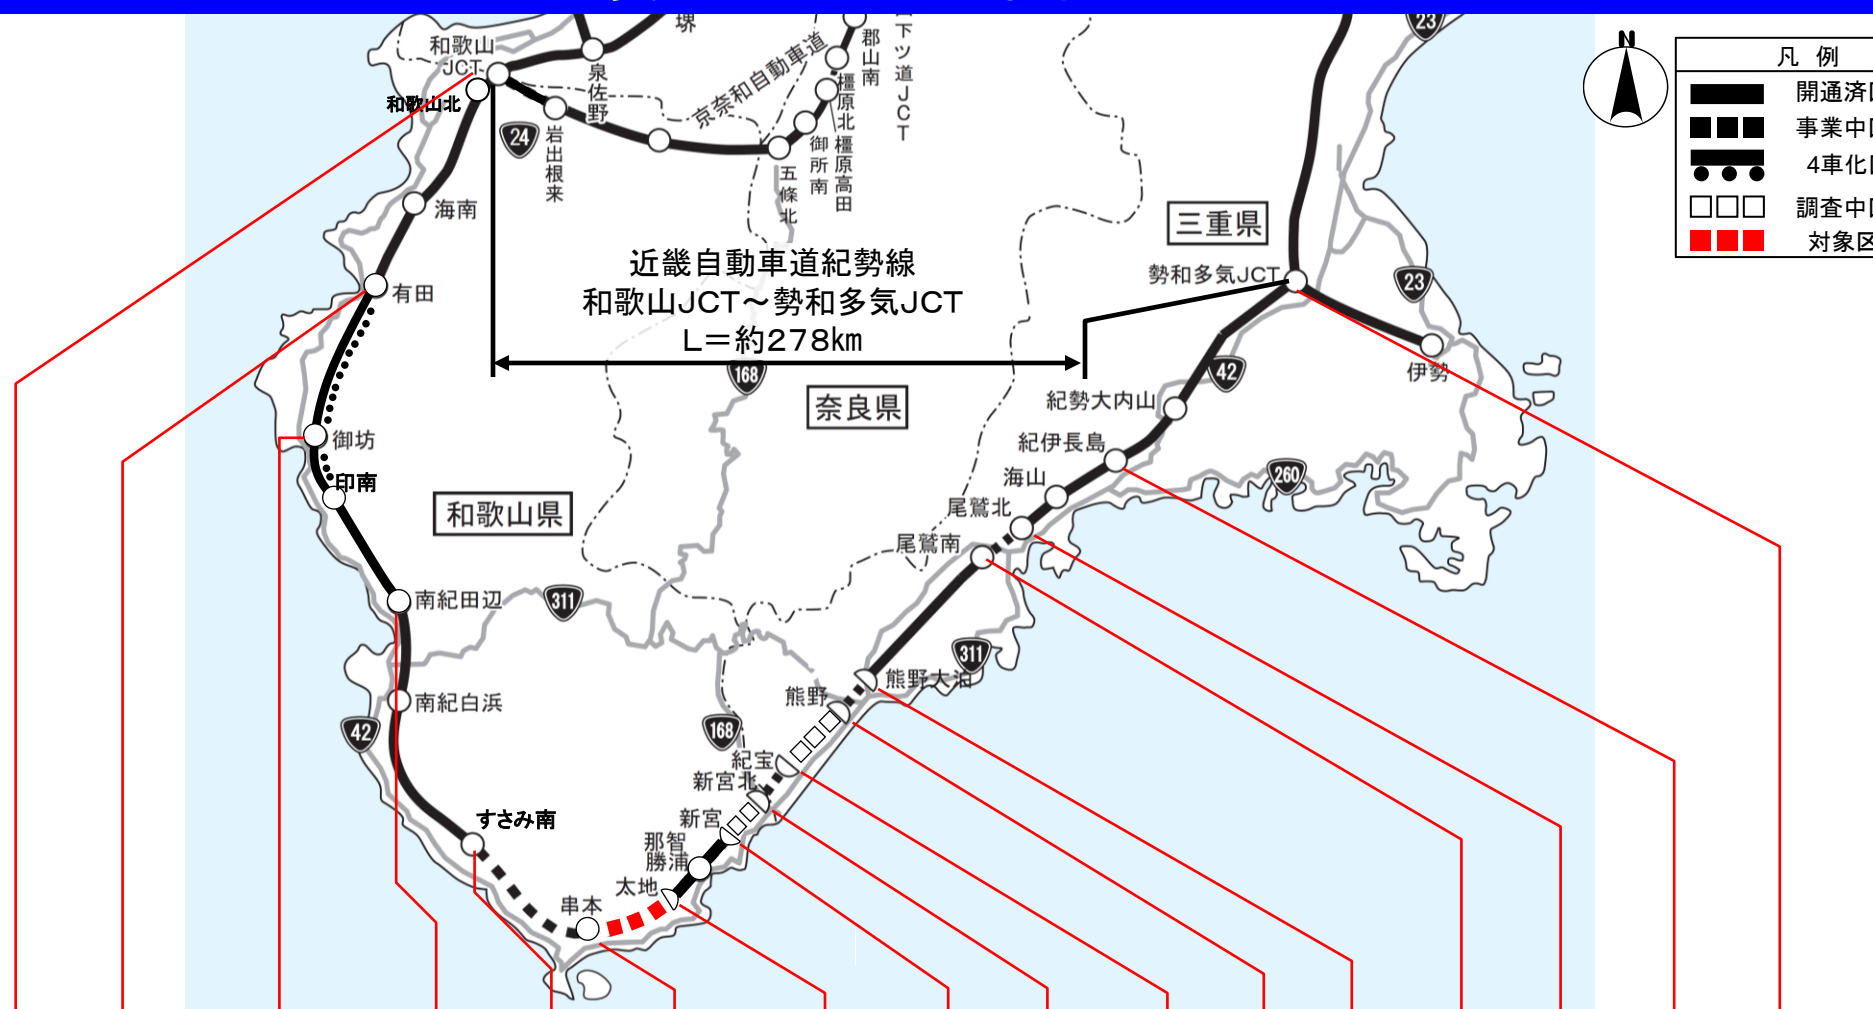 23
堺
下ツ道JCT
郡山南
和歌山
JCT
泉佐野
京奈和自動車道
橿原北
橿原高田
和歌山北
24
岩出根来
御所南
五條北
N
凡 例
開通済
事業中
4車化
調査中
対象区
海南
三重県
近畿自動車道紀勢線
和歌山JCT～勢和多気JCT
L＝約278㎞
勢和多気JCT
23
有田
168
42
伊勢
奈良県
紀勢大内山
御坊
紀伊長島
印南
海山
260
和歌山県
尾鷲北
尾鷲南
南紀田辺
311
311
熊野大泊
熊野
南紀白浜
42
168
紀宝
新宮北
すさみ南
新宮
那智
勝浦
太地
串本